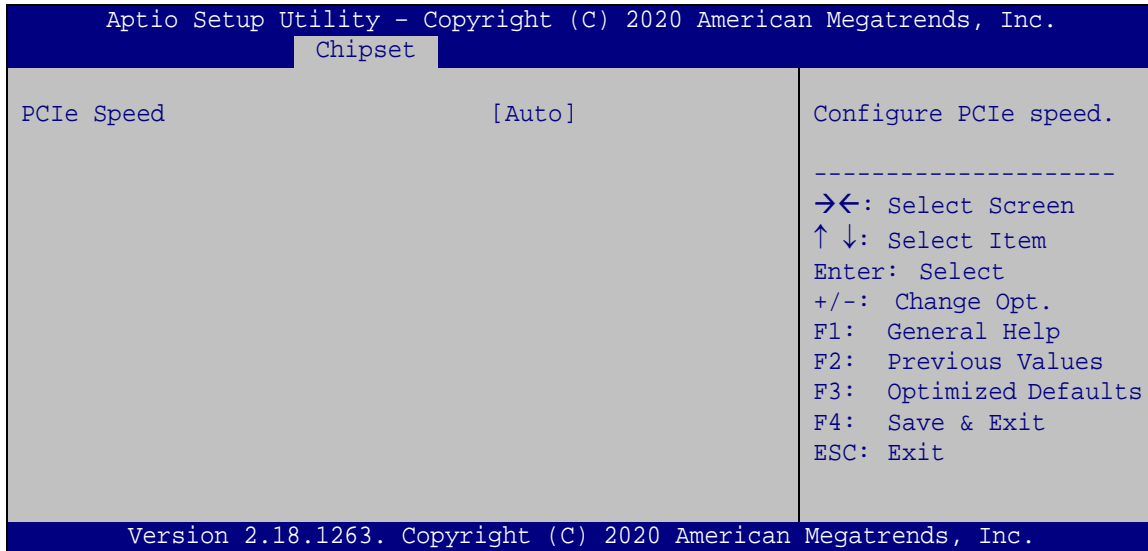 Aptio Setup Utility – Copyright (C) 2020 American Megatrends, Inc.
Chipset
PCIe Speed [Auto]
Configure PCIe speed.
---------------------
→←: Select Screen
↑ ↓: Select Item
Enter: Select
+/-: Change Opt.
F1: General Help
F2: Previous Values
F3: Optimized Defaults
F4: Save & Exit
ESC: Exit
Version 2.18.1263. Copyright (C) 2020 American Megatrends, Inc.